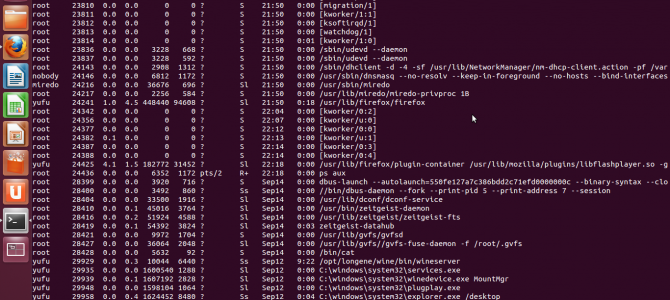 root 23810 0.0 0.0 0 0 ? S 21:50 0:00 [migration/1]
root 23811 0.0 0.0 0 0 ? S 21:50 0:00 [kworker/1:1]
root 23812 0.0 0.0 0 0 ? S 21:50 0:00 [ksoftirqd/1]
root 23813 0.0 0.0 0 0 ? S 21:50 0:00 [watchdog/1]
root 23814 0.0 0.0 0 0 ? S 21:50 0:00 [kworker/1:0]
root 23836 0.0 0.0 3228 668 ? S 21:50 0:00 /sbin/udevd --daemon
root 23837 0.0 0.0 2908 592 ? S 21:50 0:00 /sbin/udevd --daemon
root 24143 0.0 0.0 3228 1312 ? S 21:50 0:00 /sbin/dhclient -d -4 -sf /usr/lib/NetworkManager/nm-dhcp-client.action -pf /var
nobody 24146 0.0 0.0 6812 1172 ? S 21:50 0:00 /usr/sbin/dnsmasq --no-resolv --keep-in-foreground --no-hosts --bind-interfaces
miredo 24216 0.0 0.0 36676 696 ? Sl 21:50 0:00 /usr/sbin/miredo
root 24217 0.0 0.0 2256 584 ? S 21:50 0:00 /usr/lib/miredo/miredo-privproc 1B
yufu 24241 1.0 4.5 448440 94608 ? Sl 21:50 0:18 /usr/lib/firefox/firefox
root 24342 0.0 0.0 0 0 ? S 22:04 0:00 [kworker/0:2]
root 24356 0.0 0.0 0 0 ? S 22:07 0:00 [kworker/u:0]
root 24377 0.0 0.0 0 0 ? S 22:12 0:00 [kworker/0:0]
root 24382 0.1 0.0 0 0 ? S 22:13 0:00 [kworker/u:1]
root 24387 0.0 0.0 0 0 ? S 22:14 0:00 [kworker/0:3]
root 24388 0.0 0.0 0 0 ? S 22:14 0:00 [kworker/0:4]
yufu 24425 4.1 1.5 182772 31452 ? Sl 22:18 0:00 /usr/lib/firefox/plugin-container /usr/lib/mozilla/plugins/libflashplayer.so -g
root 24436 0.0 0.0 6352 1172 pts/2 R+ 22:18 0:00 ps aux
root 28399 0.0 0.0 3920 716 ? S Sep14 0:00 dbus-launch --autolaunch=550fe127a7c386bdd2c71efd0000000c --binary-syntax --clo
root 28400 0.0 0.0 3492 860 ? Ss Sep14 0:00 //bin/dbus-daemon --fork --print-pid 5 --print-address 7 --session
root 28404 0.0 0.0 33500 1916 ? Sl Sep14 0:00 /usr/lib/dconf/dconf-service
root 28410 0.0 0.1 45016 3764 ? Sl Sep14 0:00 /usr/bin/zeitgeist-daemon
root 28416 0.0 0.2 51924 4588 ? Sl Sep14 0:00 /usr/lib/zeitgeist/zeitgeist-fts
root 28419 0.0 0.1 54392 3824 ? Sl Sep14 0:03 zeitgeist-datahub
root 28421 0.0 0.0 9972 1704 ? S Sep14 0:00 /usr/lib/gvfs/gvfsd
root 28427 0.0 0.0 36064 2048 ? Sl Sep14 0:00 /usr/lib/gvfs//gvfs-fuse-daemon -f /root/.gvfs
root 28428 0.0 0.0 5632 92 ? S Sep14 0:00 /bin/cat
yufu 29929 0.0 0.3 10044 6440 ? Ss Sep12 9:22 /opt/longene/wine/bin/wineserver
yufu 29935 0.0 0.0 1600540 1288 ? Sl Sep12 0:00 C:\windows\system32\services.exe
yufu 29939 0.0 0.1 1607192 2828 ? Sl Sep12 0:00 C:\windows\system32\winedevice.exe MountMgr
yufu 29948 0.0 0.0 1598104 1064 ? Sl Sep12 0:00 C:\windows\system32\plugplay.exe
yufu 29958 0.0 0.4 1624452 8480 ? Ss Sep12 0:04 C:\windows\system32\explorer.exe /desktop